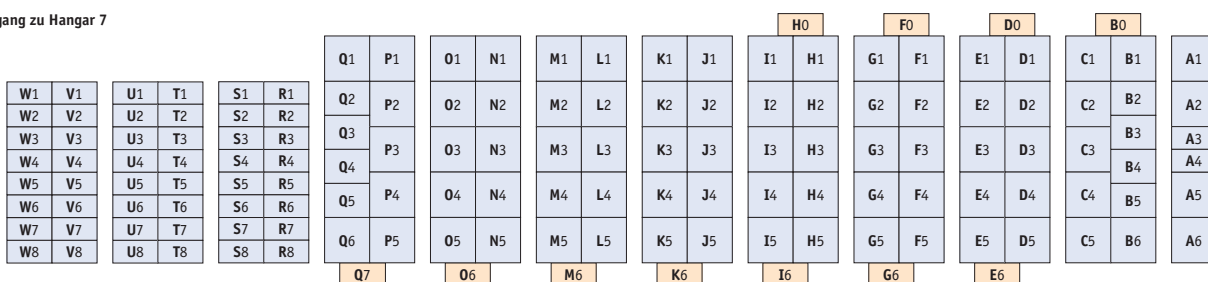 gang zu Hangar 7
H0 F0 D0 B0
Q1 P1 O1 N1 M1 L1 K1 J1 I1 H1 G1 F1 E1 D1 C1 B1 A1
W1 V1 U1 T1 S1 R1
Q2 P2 O2 N2 M2 L2 K2 J2 I2 H2 G2 F2 E2 D2 C2 B2 A2
W2 V2 U2 T2 S2 R2
W3 V3 U3 T3 S3 R3
Q3 P3 O3 N3 M3 L3 K3 J3 I3 H3 G3 F3 E3 D3 C3 B3 A3
W4 V4 U4 T4 S4 R4
Q4 B4 A4
W5 V5 U5 T5 S5 R5
Q5 P4 O4 N4 M4 L4 K4 J4 I4 H4 G4 F4 E4 D4 C4 B5 A5
W6 V6 U6 T6 S6 R6
W7 V7 U7 T7 S7 R7
Q6 P5 O5 N5 M5 L5 K5 J5 I5 H5 G5 F5 E5 D5 C5 B6 A6
W8 V8 U8 T8 S8 R8
Q7 O6 M6 K6 I6 G6 E6